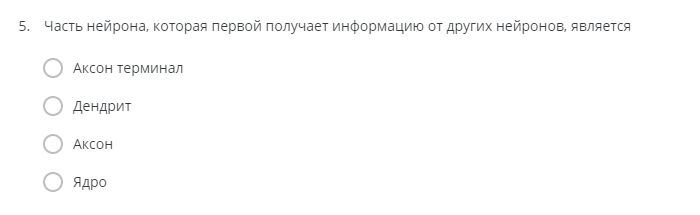 5. Часть нейрона, которая первой получает информацию от других нейронов, является
Аксон терминал
Дендрит
Аксон
Ядро